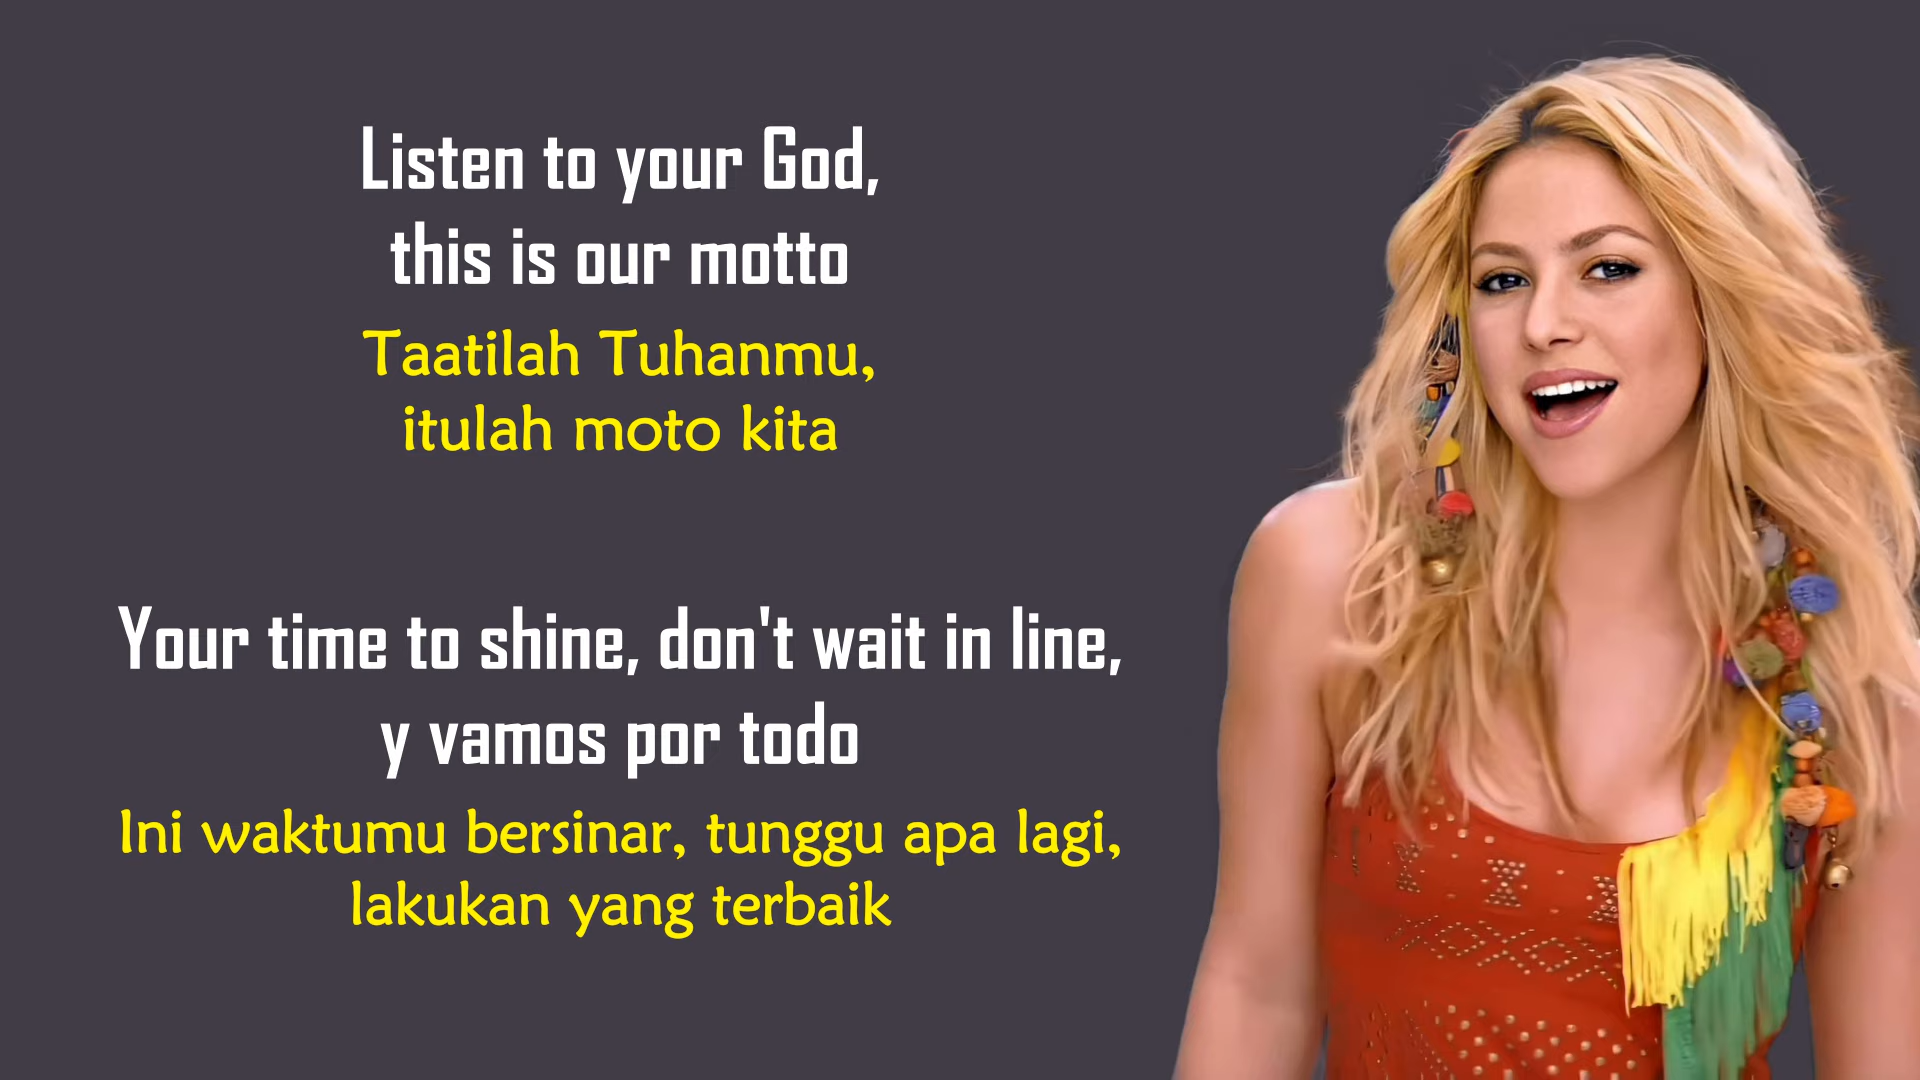 Listen to your God,
this is our motto
Taatilah Tuhanmu,
itulah moto kita
Your time to shine, don't wait in line,
y vamos por todo
Ini waktumu bersinar, tunggu apa lagi,
lakukan yang terbaik